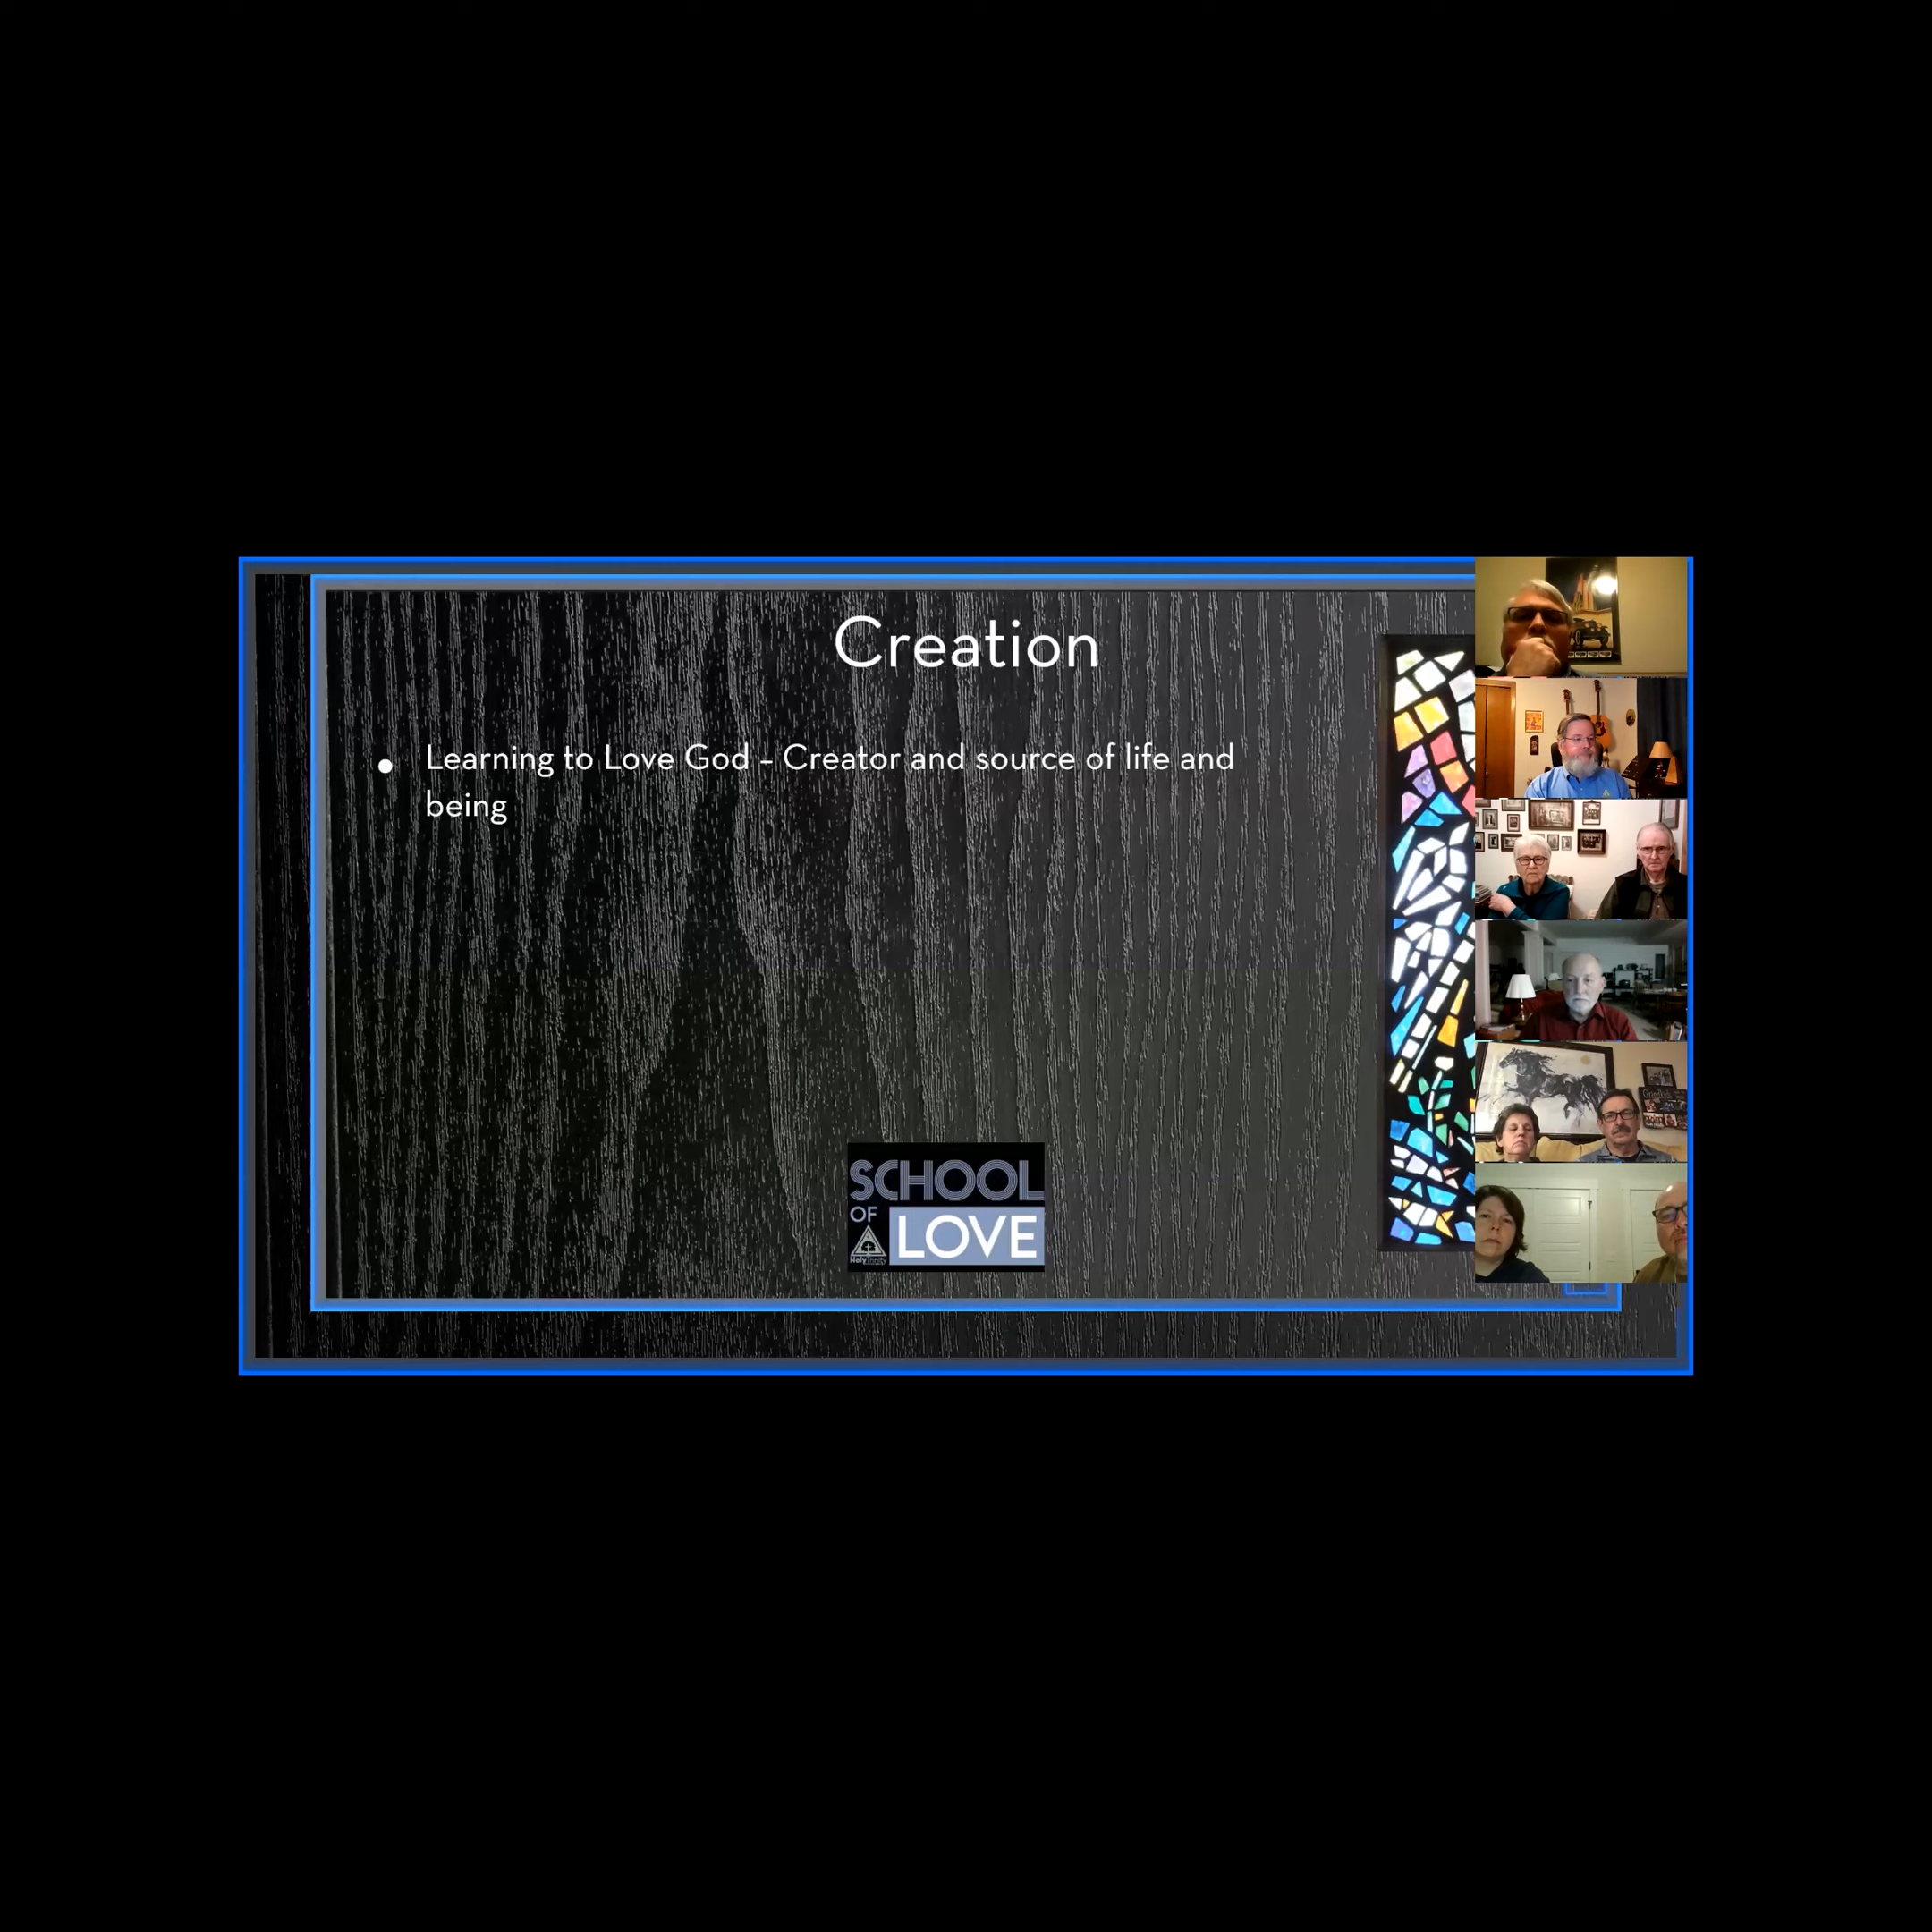 Creation
• Learning to Love God – Creator and source of life and
being
SCHOOL
OF
LOVE